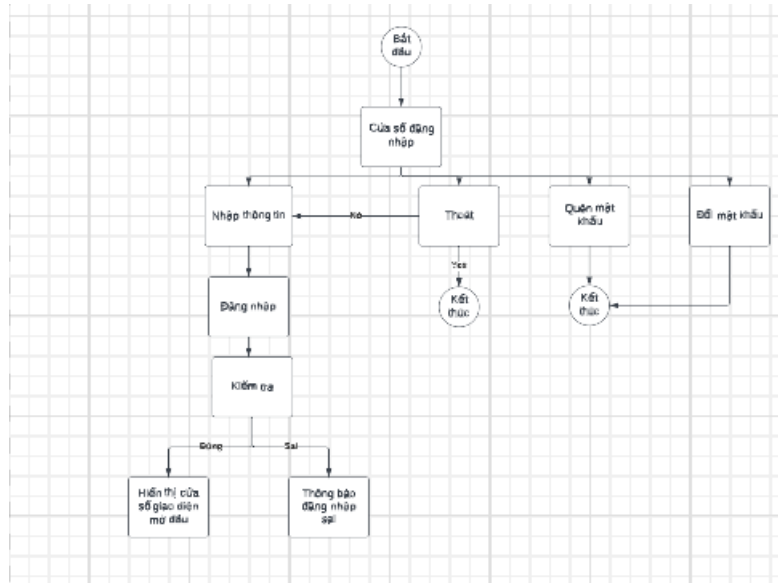 Bắt
đầu
Cửa sổ đăng
nhập
Nhập thông tin
No
Thoát
Quên mật
khẩu
Đổi mật khẩu
Yes
Đăng nhập
Kết
thúc
Kết
thúc
Kiểm tra
Đúng
Sai
Hiển thị cửa
sổ giao diện
mở đầu
Thông báo
đăng nhập
sai